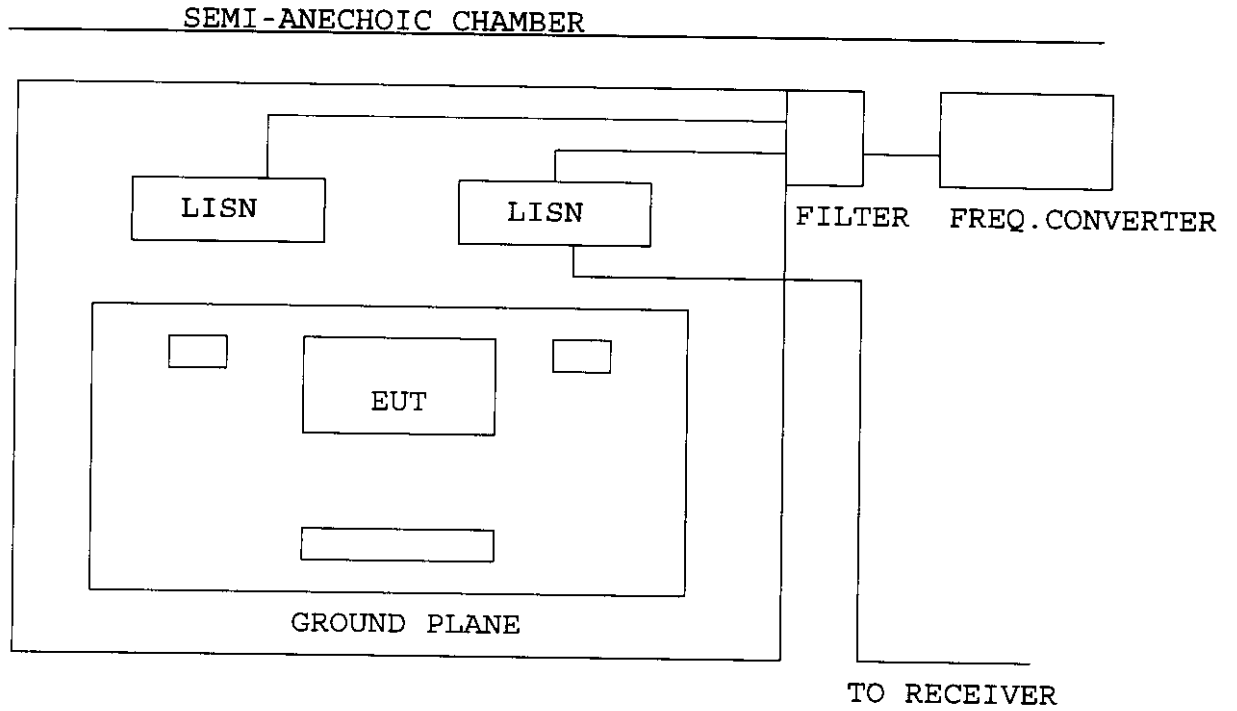 SEMI-ANECHOIC CHAMBER
LISN
LISN
FILTER
FREQ.CONVERTER
EUT
GROUND PLANE
TO RECEIVER